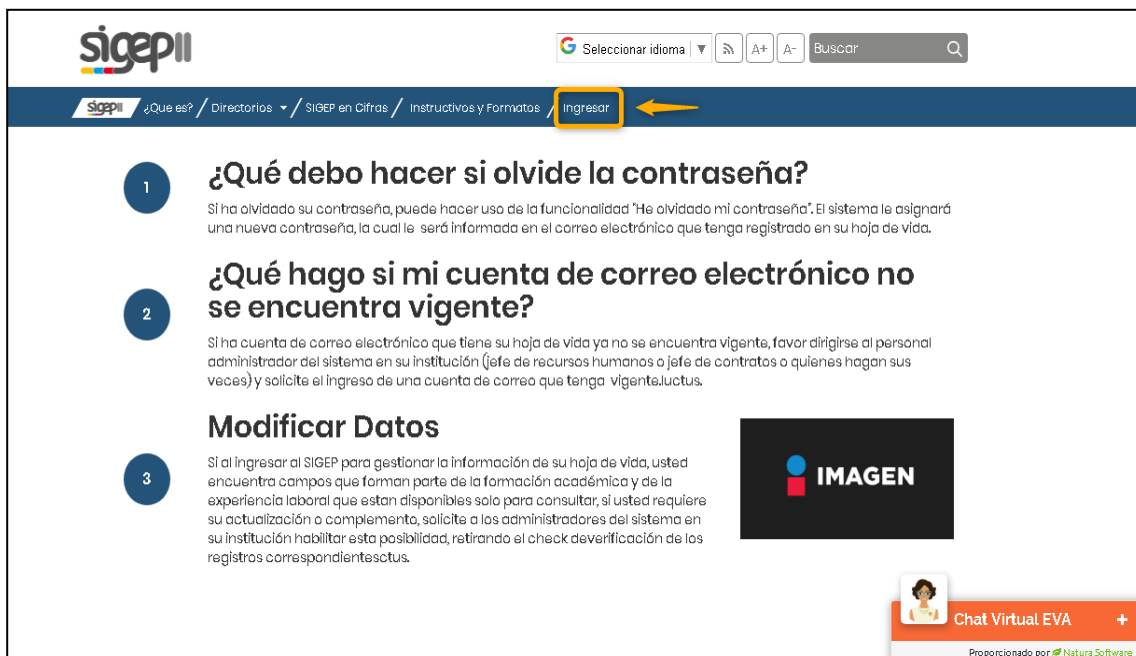 sigepII
G Seleccionar idioma ▼ A+ A- Buscar
sigepII ¿Que es? / Directorios / SIGEP en Cifras / Instructivos y Formatos / Ingresar
1
¿Qué debo hacer si olvide la contraseña?
Si ha olvidado su contraseña, puede hacer uso de la funcionalidad "He olvidado mi contraseña". El sistema le asignará
una nueva contraseña, la cual le será informada en el correo electrónico que tenga registrado en su hoja de vida.
2
¿Qué hago si mi cuenta de correo electrónico no
se encuentra vigente?
Si ha cuenta de correo electrónico que tiene su hoja de vida ya no se encuentra vigente, favor dirigirse al personal
administrador del sistema en su institución (jefe de recursos humanos o jefe de contratos o quienes hagan sus
veces) y solicite el ingreso de una cuenta de correo que tenga vigente.luctus.
3
Modificar Datos
Si al ingresar al SIGEP para gestionar la información de su hoja de vida, usted
encuentra campos que forman parte de la formación académica y de la
experiencia laboral que estan disponibles solo para consultar, si usted requiere
su actualización o complemento, solicite a los administradores del sistema en
su institución habilitar esta posibilidad, retirando el check deverificación de los
registros correspondientesctus.
IMAGEN
Chat Virtual EVA +
Proporcionado por Natura Software